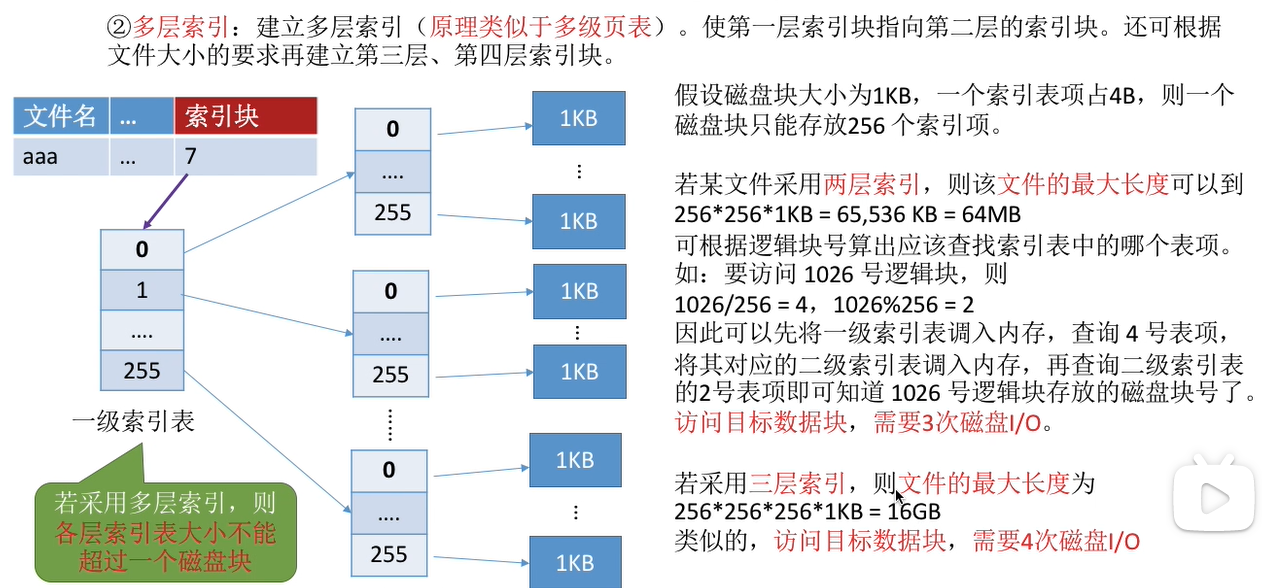 ②多层索引：建立多层索引（原理类似于多级页表）。使第一层索引块指向第二层的索引块。还可根据
文件大小的要求再建立第三层、第四层索引块。
文件名 ... 索引块
aaa ... 7
0
1
....
255
一级索引表
若采用多层索引，则
各层索引表大小不能
超过一个磁盘块
0
....
255
0
....
255
0
....
255
1KB
1KB
1KB
1KB
1KB
1KB
假设磁盘块大小为1KB，一个索引表项占4B，则一个
磁盘块只能存放256 个索引项。
若某文件采用两层索引，则该文件的最大长度可以到
256*256*1KB = 65,536 KB = 64MB
可根据逻辑块号算出应该查找索引表中的哪个表项。
如：要访问 1026 号逻辑块，则
1026/256 = 4，1026%256 = 2
因此可以先将一级索引表调入内存，查询 4 号表项，
将其对应的二级索引表调入内存，再查询二级索引表
的2号表项即可知道 1026 号逻辑块存放的磁盘块号了。
访问目标数据块，需要3次磁盘I/O。
若采用三层索引，则文件的最大长度为
256*256*256*1KB = 16GB
类似的，访问目标数据块，需要4次磁盘I/O